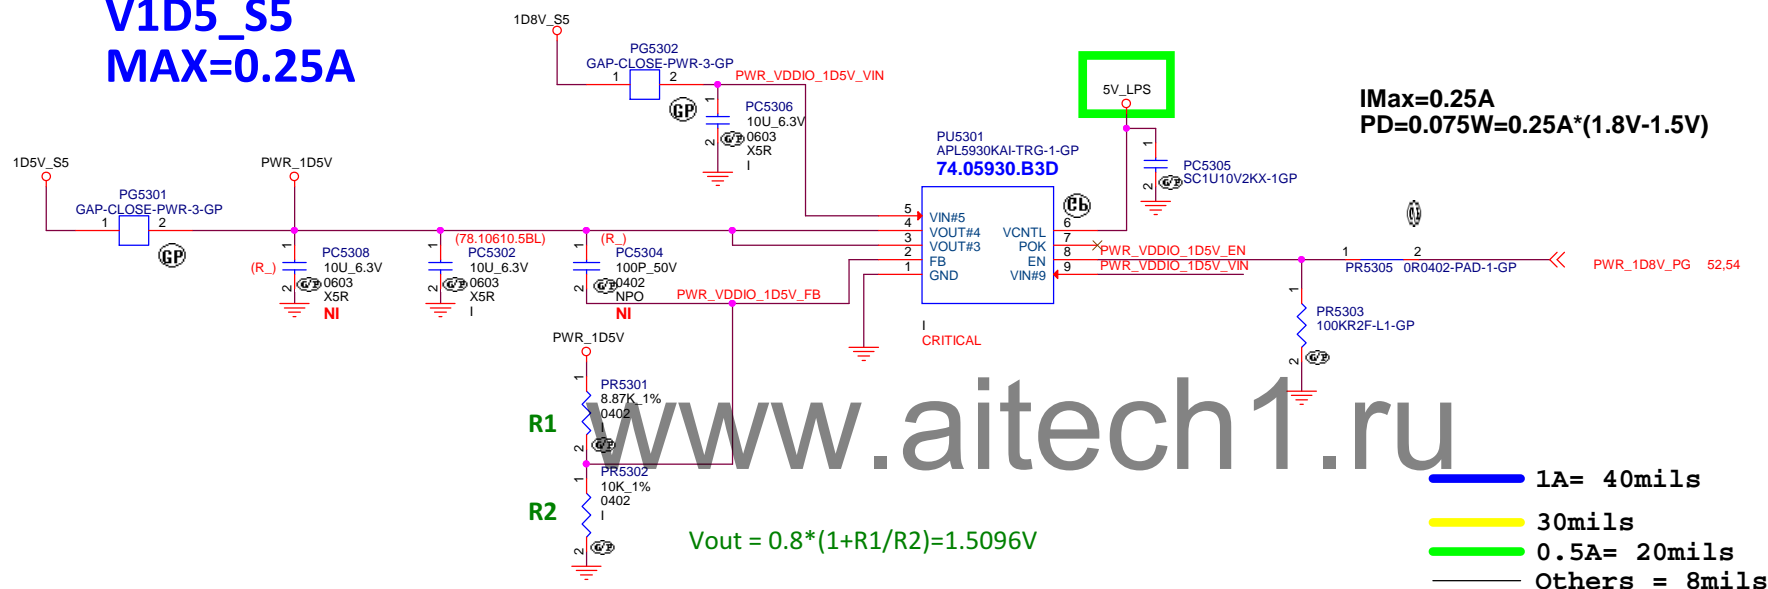 V1D5_S5
MAX=0.25A
1D8V_S5
PG5302
GAP-CLOSE-PWR-3-GP
1 2
PWR_VDDIO_1D5V_VIN
GP
1
2
PC5306
10U_6.3V
0603
X5R
I
5V_LPS
IMax=0.25A
PD=0.075W=0.25A*(1.8V-1.5V)
1
2
PC5305
SC1U10V2KX-1GP
PU5301
APL5930KAI-TRG-1-GP
74.05930.B3D
1D5V_S5
PWR_1D5V
PG5301
GAP-CLOSE-PWR-3-GP
1 2
GP
(R_)
1
2
PC5308
10U_6.3V
0603
X5R
NI
(78.10610.5BL)
1
2
PC5302
10U_6.3V
0603
X5R
I
(R_)
1
2
PC5304
100P_50V
0402
NPO
NI
PWR_VDDIO_1D5V_FB
5 VIN#5
4 VOUT#4
3 VOUT#3
2 FB
1 GND
VCNTL 6
POK 7
EN 8
VIN#9 9
I
CRITICAL
PWR_VDDIO_1D5V_EN
PWR_VDDIO_1D5V_VIN
1 2
PR5305 0R0402-PAD-1-GP
PWR_1D8V_PG 52,54
1
2
PR5303
100KR2F-L1-GP
PWR_1D5V
R1
1
2
PR5301
8.87K_1%
0402
I
R2
1
2
PR5302
10K_1%
0402
I
Vout = 0.8*(1+R1/R2)=1.5096V
www.aitech1.ru
1A= 40mils
30mils
0.5A= 20mils
Others = 8mils